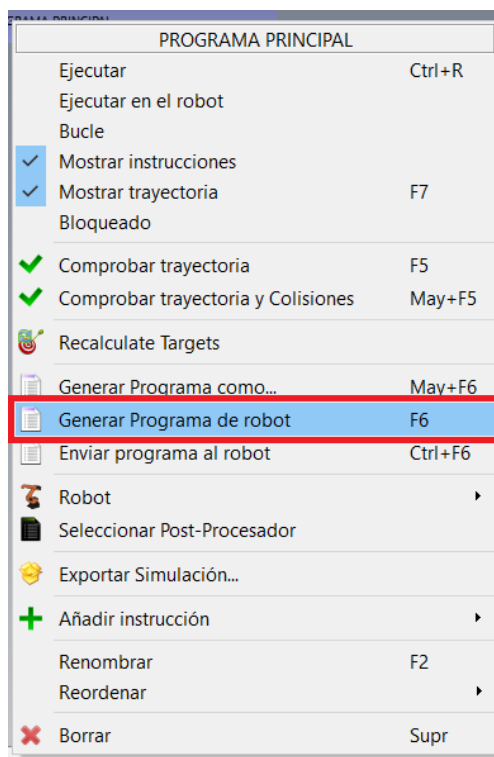 PROGRAMA PRINCIPAL
Ejecutar Ctrl+R
Ejecutar en el robot
Bucle
Mostrar instrucciones
Mostrar trayectoria F7
Bloqueado
Comprobar trayectoria F5
Comprobar trayectoria y Colisiones May+F5
Recalculate Targets
Generar Programa como... May+F6
Generar Programa de robot F6
Enviar programa al robot Ctrl+F6
Robot
Seleccionar Post-Procesador
Exportar Simulación...
Añadir instrucción
Renombrar F2
Reordenar
Borrar Supr